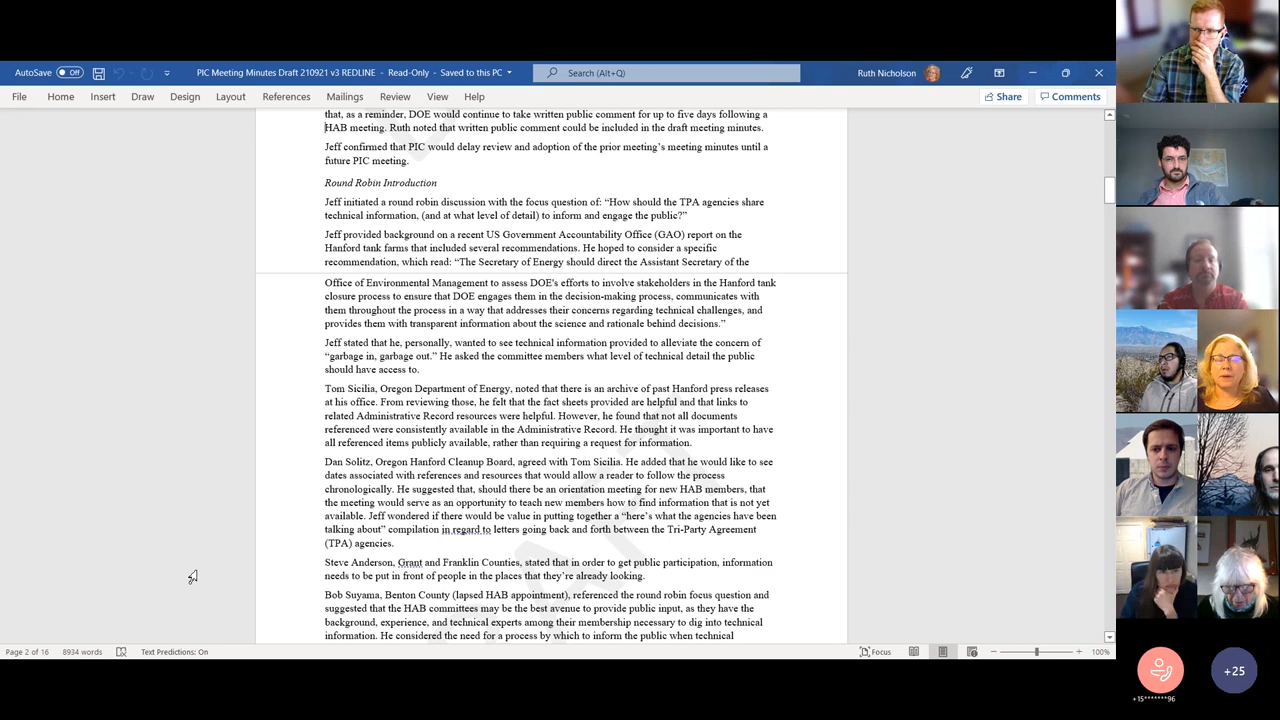 AutoSave Off PIC Meeting Minutes Draft 210921 v3 REDLINE - Read-Only - Saved to this PC Search (Alt+Q) Ruth Nicholson
File Home Insert Draw Design Layout References Mailings Review View Help Share Comments
that, as a reminder, DOE would continue to take written public comment for up to five days following a
HAB meeting. Ruth noted that written public comment could be included in the draft meeting minutes.
Jeff confirmed that PIC would delay review and adoption of the prior meeting's meeting minutes until a
future PIC meeting.
Round Robin Introduction
Jeff initiated a round robin discussion with the focus question of: “How should the TPA agencies share
technical information, (and at what level of detail) to inform and engage the public?”
Jeff provided background on a recent US Government Accountability Office (GAO) report on the
Hanford tank farms that included several recommendations. He hoped to consider a specific
recommendation, which read: “The Secretary of Energy should direct the Assistant Secretary of the
Office of Environmental Management to assess DOE's efforts to involve stakeholders in the Hanford tank
closure process to ensure that DOE engages them in the decision-making process, communicates with
them throughout the process in a way that addresses their concerns regarding technical challenges, and
provides them with transparent information about the science and rationale behind decisions.”
Jeff stated that he, personally, wanted to see technical information provided to alleviate the concern of
“garbage in, garbage out.” He asked the committee members what level of technical detail the public
should have access to.
Tom Sicilia, Oregon Department of Energy, noted that there is an archive of past Hanford press releases
at his office. From reviewing those, he felt that the fact sheets provided are helpful and that links to
related Administrative Record resources were helpful. However, he found that not all documents
referenced were consistently available in the Administrative Record. He thought it was important to have
all referenced items publicly available, rather than requiring a request for information.
Dan Solitz, Oregon Hanford Cleanup Board, agreed with Tom Sicilia. He added that he would like to see
dates associated with references and resources that would allow a reader to follow the process
chronologically. He suggested that, should there be an orientation meeting for new HAB members, that
the meeting would serve as an opportunity to teach new members how to find information that is not yet
available. Jeff wondered if there would be value in putting together a “here’s what the agencies have been
talking about” compilation in regard to letters going back and forth between the Tri-Party Agreement
(TPA) agencies.
Steve Anderson, Grant and Franklin Counties, stated that in order to get public participation, information
needs to be put in front of people in the places that they’re already looking.
Bob Suyama, Benton County (lapsed HAB appointment), referenced the round robin focus question and
suggested that the HAB committees may be the best avenue to provide public input, as they have the
background, experience, and technical experts among their membership necessary to dig into technical
information. He considered the need for a process by which to inform the public when technical
Page 2 of 16 8934 words Text Predictions: On Focus 100%
+25
+15*******96